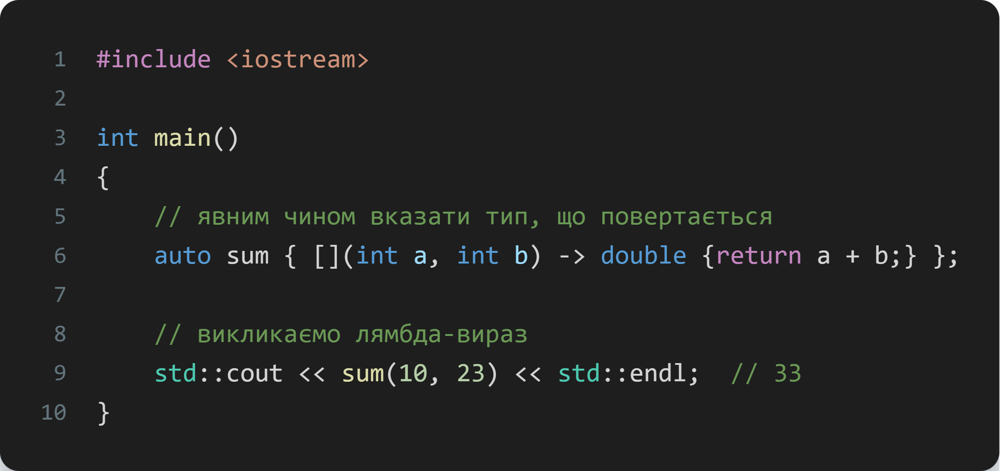 1 #include <iostream>
2
3 int main()
4 {
5     // явним чином вказати тип, що повертається
6     auto sum { [](int a, int b) -> double {return a + b;} };
7
8     // викликаємо лямбда-вираз
9     std::cout << sum(10, 23) << std::endl;  // 33
10 }